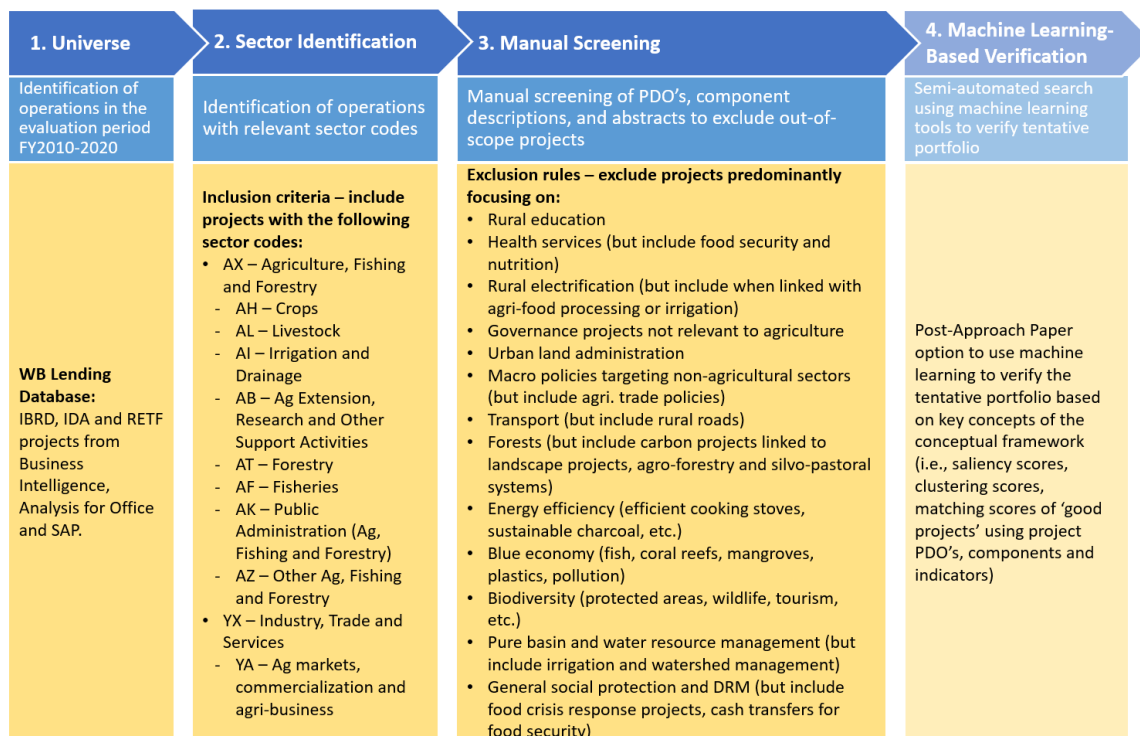 1. Universe
Identification of
operations in the
evaluation period
FY2010-2020
WB Lending
Database:
IBRD, IDA and RETF
projects from
Business
Intelligence,
Analysis for Office
and SAP.
2. Sector Identification
Identification of operations
with relevant sector codes
Inclusion criteria – include
projects with the following
sector codes:
• AX – Agriculture, Fishing
and Forestry
- AH – Crops
- AL – Livestock
- AI – Irrigation and
Drainage
- AB – Ag Extension,
Research and Other
Support Activities
- AT – Forestry
- AF – Fisheries
- AK – Public
Administration (Ag,
Fishing and Forestry)
- AZ – Other Ag, Fishing
and Forestry
• YX – Industry, Trade and
Services
- YA – Ag markets,
commercialization and
agri-business
3. Manual Screening
Manual screening of PDO’s, component
descriptions, and abstracts to exclude out-of-
scope projects
Exclusion rules – exclude projects predominantly
focusing on:
• Rural education
• Health services (but include food security and
nutrition)
• Rural electrification (but include when linked with
agri-food processing or irrigation)
• Governance projects not relevant to agriculture
• Urban land administration
• Macro policies targeting non-agricultural sectors
(but include agri. trade policies)
• Transport (but include rural roads)
• Forests (but include carbon projects linked to
landscape projects, agro-forestry and silvo-pastoral
systems)
• Energy efficiency (efficient cooking stoves,
sustainable charcoal, etc.)
• Blue economy (fish, coral reefs, mangroves,
plastics, pollution)
• Biodiversity (protected areas, wildlife, tourism,
etc.)
• Pure basin and water resource management (but
include irrigation and watershed management)
• General social protection and DRM (but include
food crisis response projects, cash transfers for
food security)
4. Machine Learning-
Based Verification
Semi-automated search
using machine learning
tools to verify tentative
portfolio
Post-Approach Paper
option to use machine
learning to verify the
tentative portfolio based
on key concepts of the
conceptual framework
(i.e., saliency scores,
clustering scores,
matching scores of ‘good
projects’ using project
PDO’s, components and
indicators)